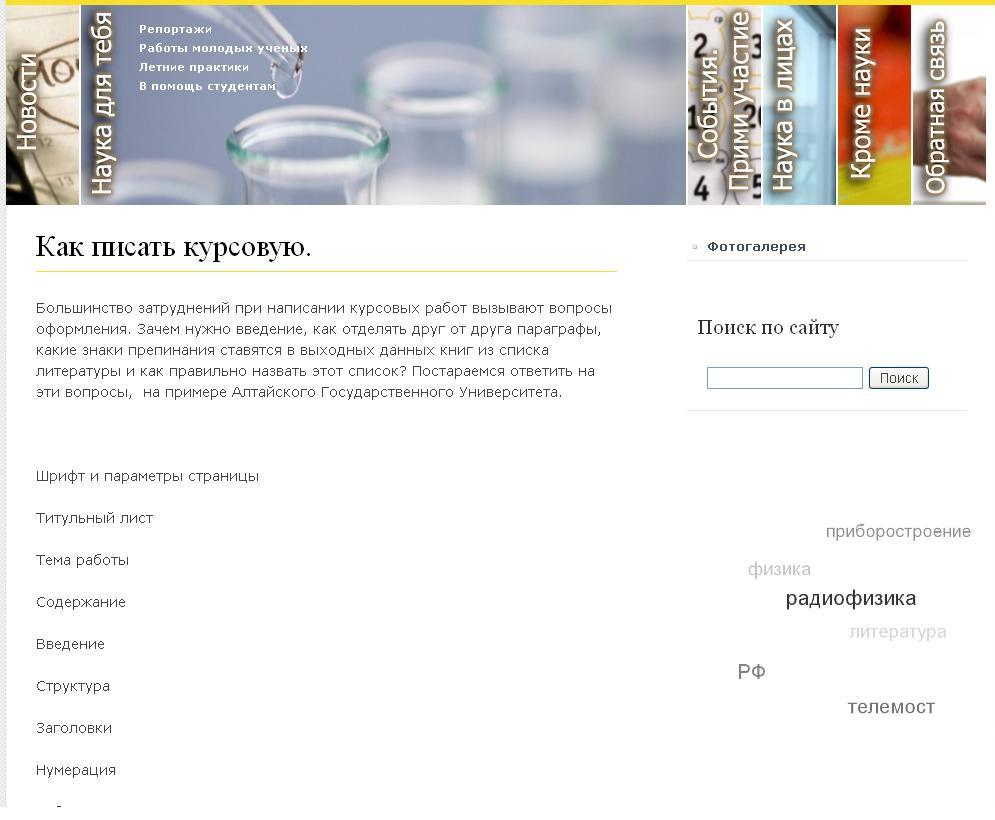 Новости
Наука для тебя
Репортажи
Работы молодых ученых
Летние практики
В помощь студентам
События.
Прими участие
Наука в лицах
Кроме науки
Обратная связь
Как писать курсовую.
Большинство затруднений при написании курсовых работ вызывают вопросы
оформления. Зачем нужно введение, как отделять друг от друга параграфы,
какие знаки препинания ставятся в выходных данных книг из списка
литературы и как правильно назвать этот список? Постараемся ответить на
эти вопросы,  на примере Алтайского Государственного Университета.
Шрифт и параметры страницы
Титульный лист
Тема работы
Содержание
Введение
Структура
Заголовки
Нумерация
Фотогалерея
Поиск по сайту
Поиск
приборостроение
физика
радиофизика
литература
РФ
телемост